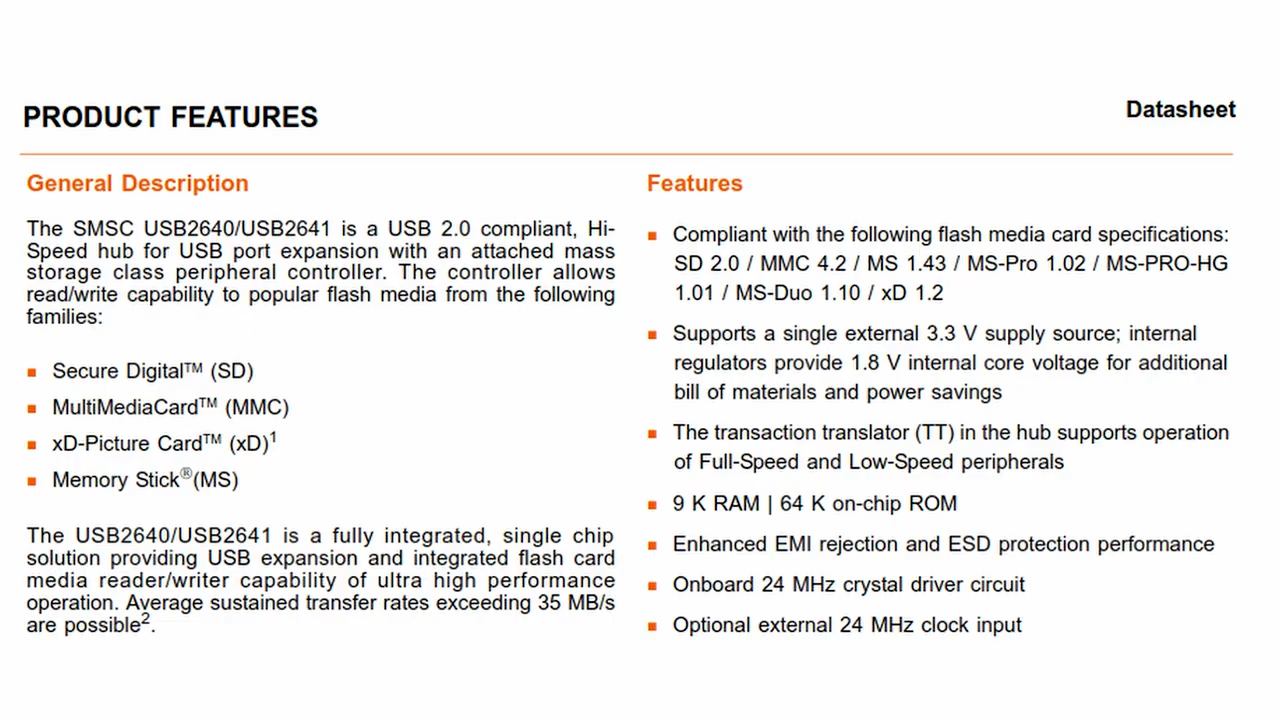 PRODUCT FEATURES
Datasheet
General Description
The SMSC USB2640/USB2641 is a USB 2.0 compliant, Hi-
Speed hub for USB port expansion with an attached mass
storage class peripheral controller. The controller allows
read/write capability to popular flash media from the following
families:
■ Secure Digital™ (SD)
■ MultiMediaCard™ (MMC)
■ xD-Picture Card™ (xD)¹
■ Memory Stick®(MS)
The USB2640/USB2641 is a fully integrated, single chip
solution providing USB expansion and integrated flash card
media reader/writer capability of ultra high performance
operation. Average sustained transfer rates exceeding 35 MB/s
are possible².
Features
■ Compliant with the following flash media card specifications:
SD 2.0 / MMC 4.2 / MS 1.43 / MS-Pro 1.02 / MS-PRO-HG
1.01 / MS-Duo 1.10 / xD 1.2
■ Supports a single external 3.3 V supply source; internal
regulators provide 1.8 V internal core voltage for additional
bill of materials and power savings
■ The transaction translator (TT) in the hub supports operation
of Full-Speed and Low-Speed peripherals
■ 9 K RAM | 64 K on-chip ROM
■ Enhanced EMI rejection and ESD protection performance
■ Onboard 24 MHz crystal driver circuit
■ Optional external 24 MHz clock input